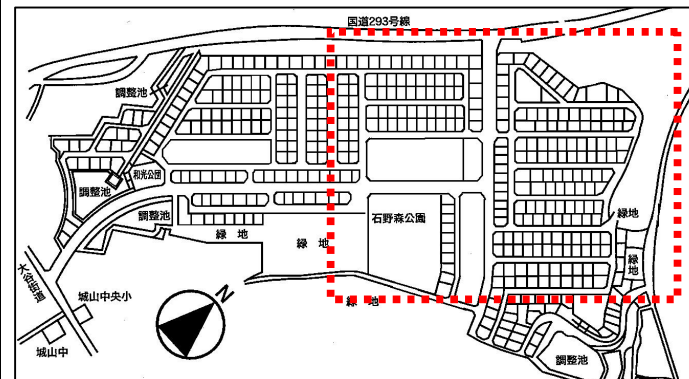 国道293号線
調整池
和光公園
調整池
調整池
緑地
緑地
石野森公園
緑地
緑地
大谷街道
城山中央小
城山中
N
緑地
調整池